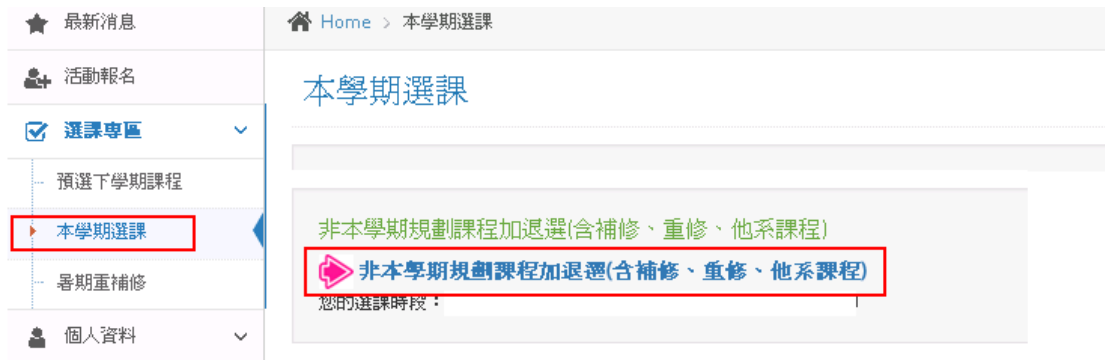 最新消息
活動報名
選課專區
預選下學期課程
本學期選課
暑期重補修
個人資料
Home > 本學期選課
本學期選課
非本學期規劃課程加退選(含補修、重修、他系課程)
非本學期規劃課程加退選(含補修、重修、他系課程)
您的選課時段：